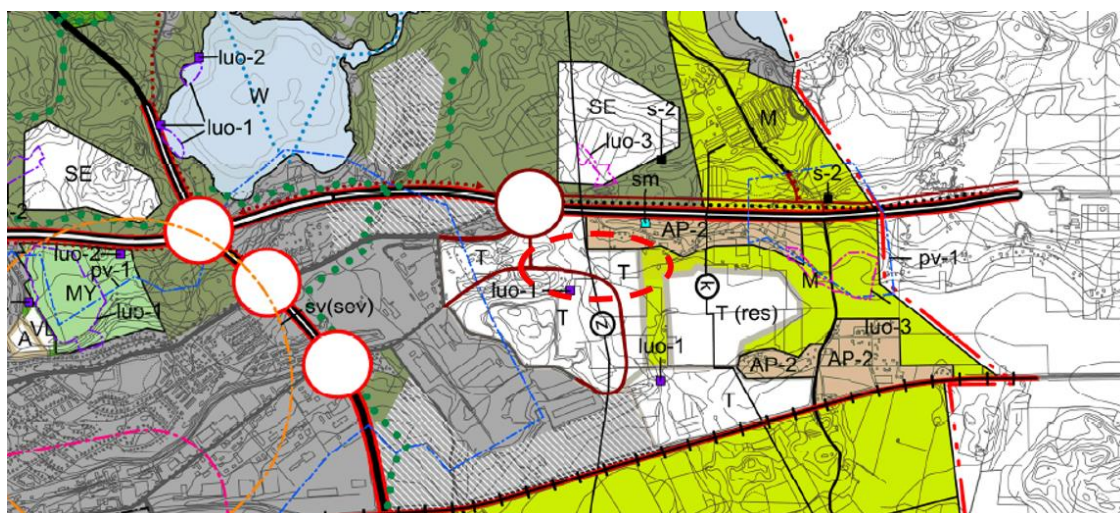 luo-2
W
luo-1
SE
SE
s-2
luo-3
M
sm
s-2
-2
luo-2
pv-1
MY
luo-1
A
sv(sov)
T
T
AP-2
luo-1
T
Z
k
T (res)
M
pv-1
luo-3
AP-2
AP-2
luo-1
T